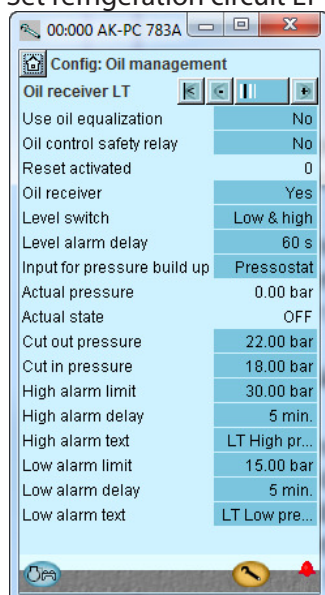 Set refrigeration circuit LT
00:000 AK-PC 783A
Config: Oil management
Oil receiver LT
Use oil equalization No
Oil control safety relay No
Reset activated 0
Oil receiver Yes
Level switch Low & high
Level alarm delay 60 s
Input for pressure build up Pressostat
Actual pressure 0.00 bar
Actual state OFF
Cut out pressure 22.00 bar
Cut in pressure 18.00 bar
High alarm limit 30.00 bar
High alarm delay 5 min.
High alarm text LT High pr...
Low alarm limit 15.00 bar
Low alarm delay 5 min.
Low alarm text LT Low pre...